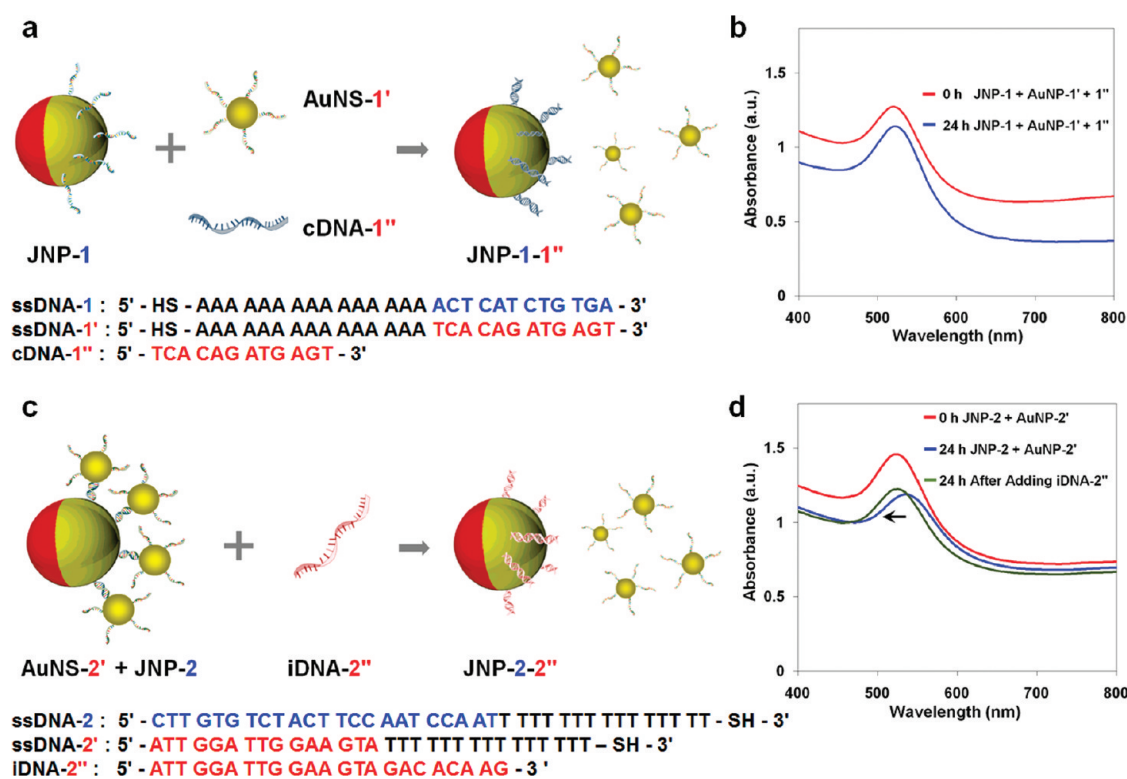 a
AuNS-1'
cDNA-1"
JNP-1
JNP-1-1"
ssDNA-1 : 5' - HS - AAA AAA AAA AAA AAA ACT CAT CTG TGA - 3'
ssDNA-1' : 5' - HS - AAA AAA AAA AAA AAA TCA CAG ATG AGT - 3'
cDNA-1" : 5' - TCA CAG ATG AGT - 3'
b
Absorbance (a.u.)
1.5
1
0.5
0
0 h JNP-1 + AuNP-1' + 1"
24 h JNP-1 + AuNP-1' + 1"
400 500 600 700 800
Wavelength (nm)
c
AuNS-2' + JNP-2
iDNA-2"
JNP-2-2"
ssDNA-2 : 5' - CTT GTG TCT ACT TCC AAT CCA ATT TTT TTT TTT TTT TT - SH - 3'
ssDNA-2' : 5' - ATT GGA TTG GAA GTA TTT TTT TTT TTT TTT – SH - 3'
iDNA-2" : 5' - ATT GGA TTG GAA GTA GAC ACA AG - 3 '
d
Absorbance (a.u.)
1.5
1
0.5
0
0 h JNP-2 + AuNP-2'
24 h JNP-2 + AuNP-2'
24 h After Adding iDNA-2"
400 500 600 700 800
Wavelength (nm)